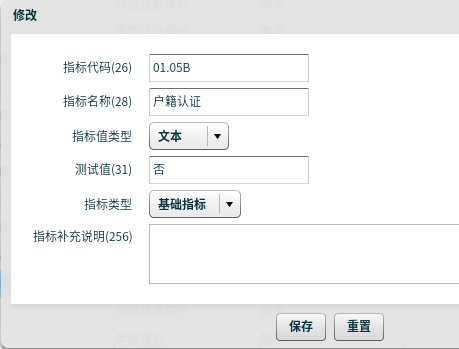 修改
指标代码(26) 01.05B
指标名称(28) 户籍认证
指标值类型 文本
测试值(31) 否
指标类型 基础指标
指标补充说明(256)
保存 重置